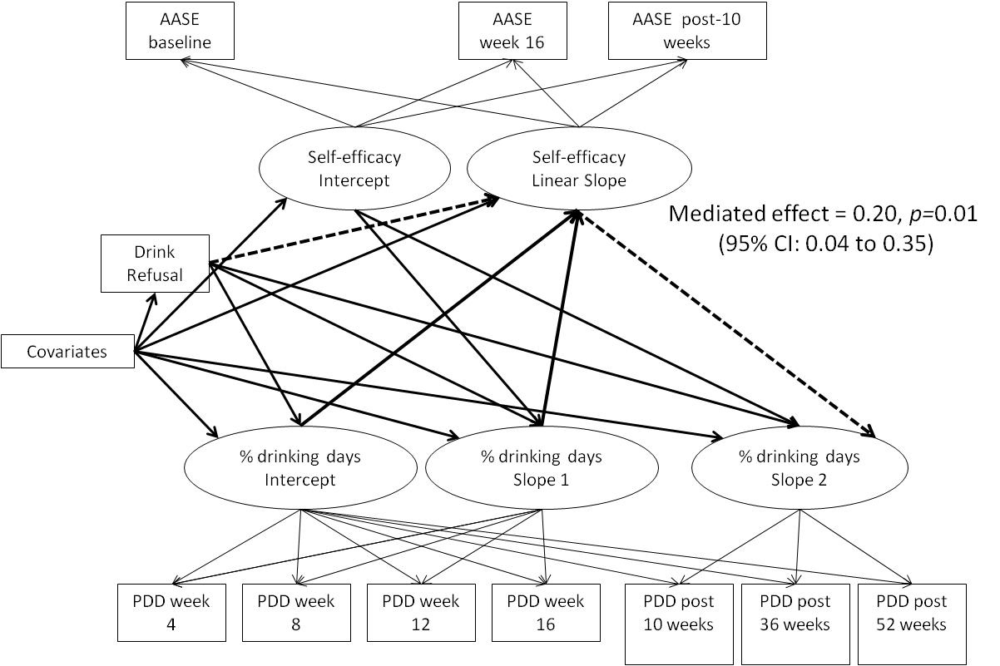 AASE
baseline
AASE
week 16
AASE post-10
weeks
Self-efficacy
Intercept
Self-efficacy
Linear Slope
Mediated effect = 0.20, p=0.01
(95% CI: 0.04 to 0.35)
Drink
Refusal
Covariates
% drinking days
Intercept
% drinking days
Slope 1
% drinking days
Slope 2
PDD week
4
PDD week
8
PDD week
12
PDD week
16
PDD post
10 weeks
PDD post
36 weeks
PDD post
52 weeks